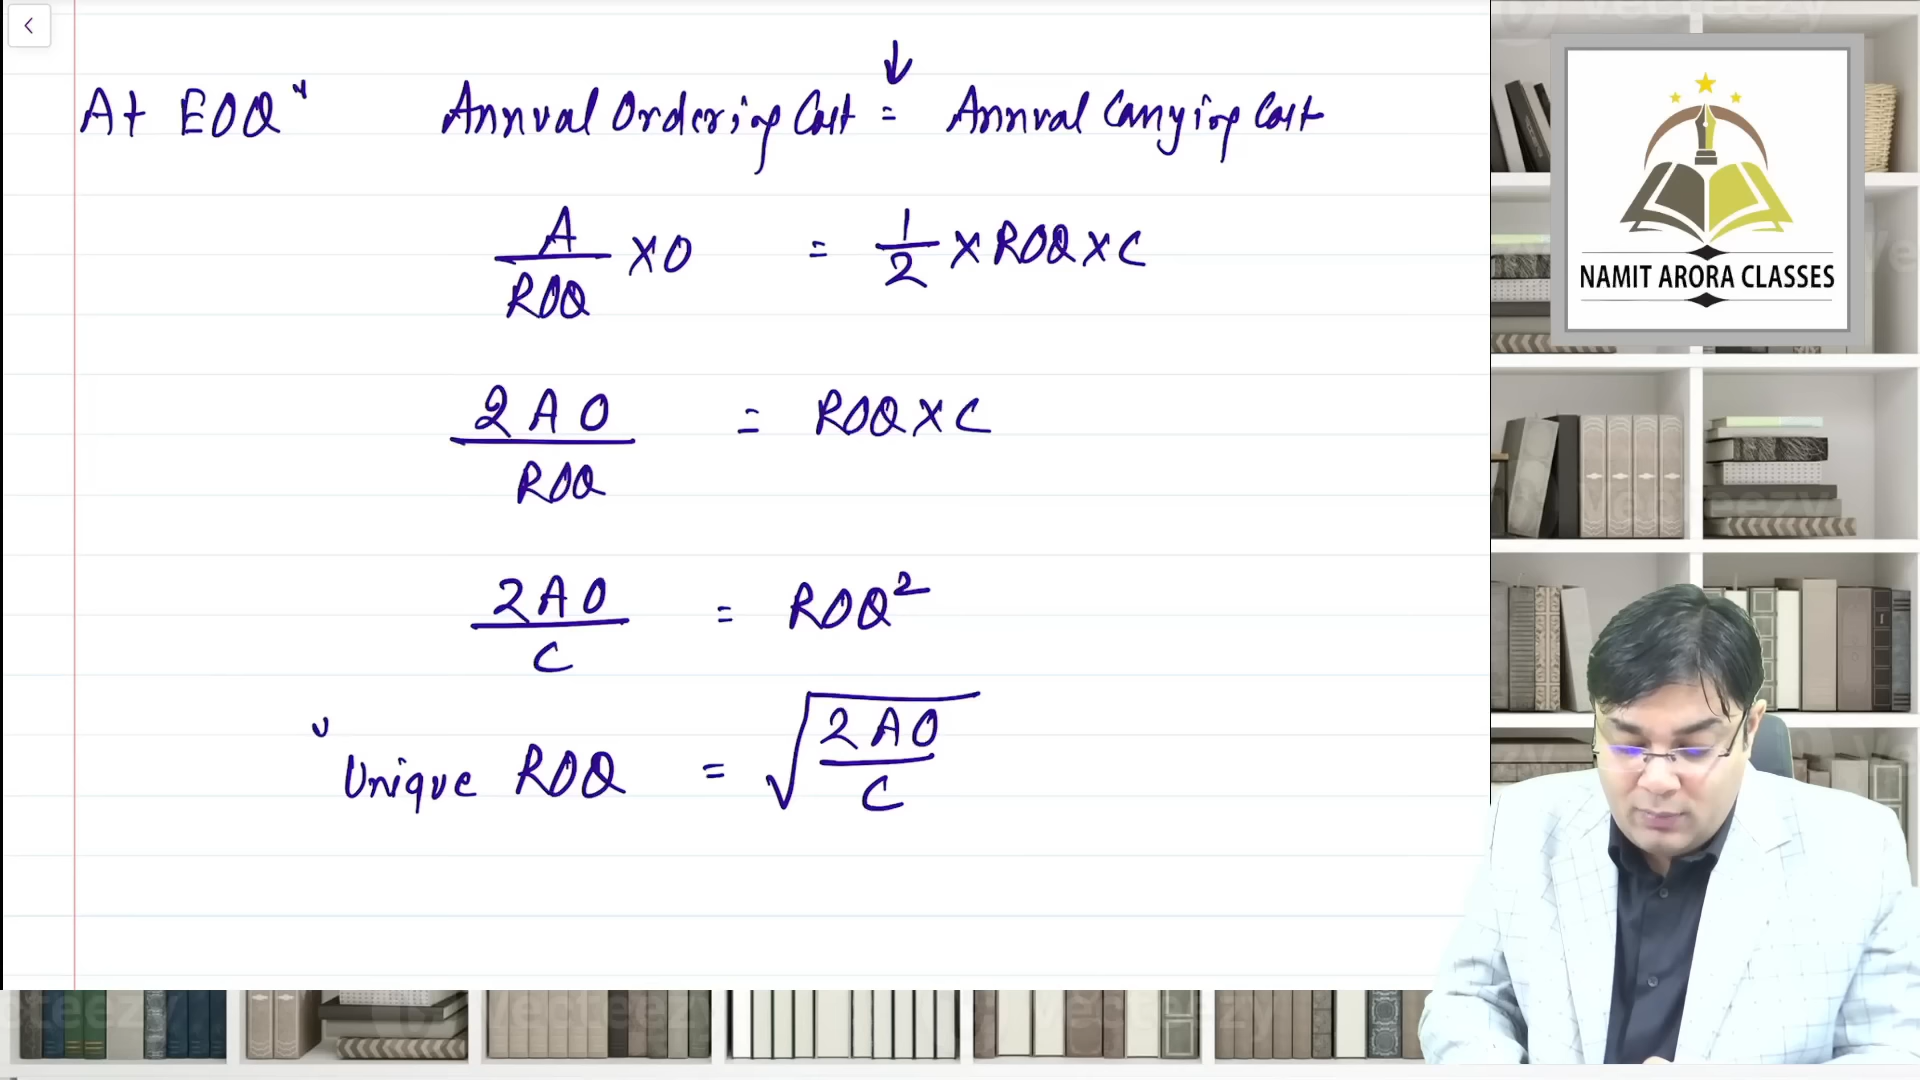 At EOQ Annual Ordering Cost = Annual Carrying Cost
A/ROQ X O = 1/2 X ROQ X C
2AO/ROQ = ROQ X C
2AO/C = ROQ²
Unique ROQ = √(2AO/C)
NAMIT ARORA CLASSES